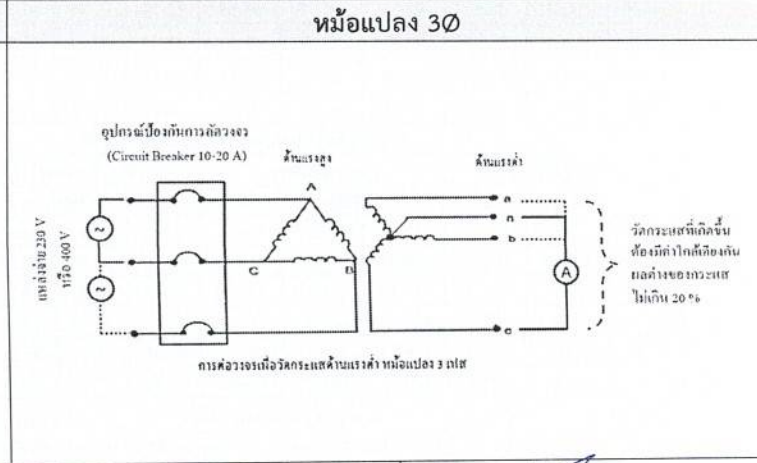 หม้อแปลง 3Ø
อุปกรณ์ป้องกันการลัดวงจร
(Circuit Breaker 10-20 A)
ด้านแรงสูง
ด้านแรงต่ำ
แหล่งจ่าย 230 V
หรือ 400 V
A
C
B
a
n
b
c
A
วัดกระแสที่เกิดขึ้น
ต้องมีค่าใกล้เคียงกัน
ผลต่างของกระแส
ไม่เกิน 20 %
การต่อวงจรเพื่อวัดกระแสด้านแรงต่ำ หม้อแปลง 3 เฟส